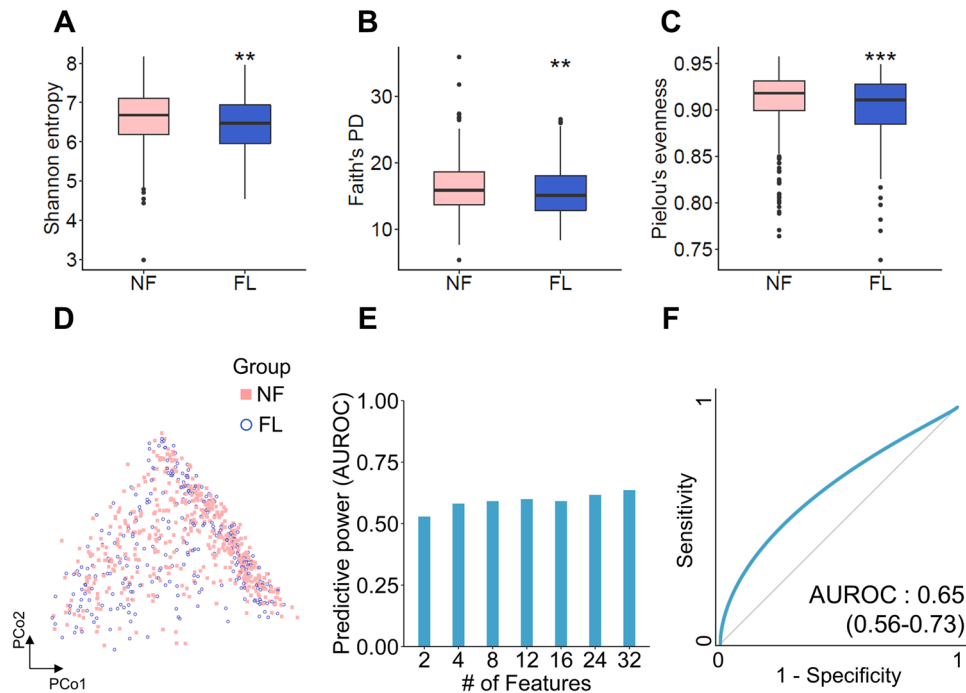 A
B
C
**
**
***
8
7
6
5
4
3
Shannon entropy
NF
FL
30
20
10
Faith's PD
NF
FL
0.95
0.90
0.85
0.80
0.75
Pielou's evenness
NF
FL
D
E
F
Group
NF
FL
PCo2
PCo1
1.00
0.75
0.50
0.25
0.00
Predictive power (AUROC)
2 4 8 12 16 24 32
# of Features
1
Sensitivity
0
AUROC : 0.65
(0.56-0.73)
0 1
1 - Specificity